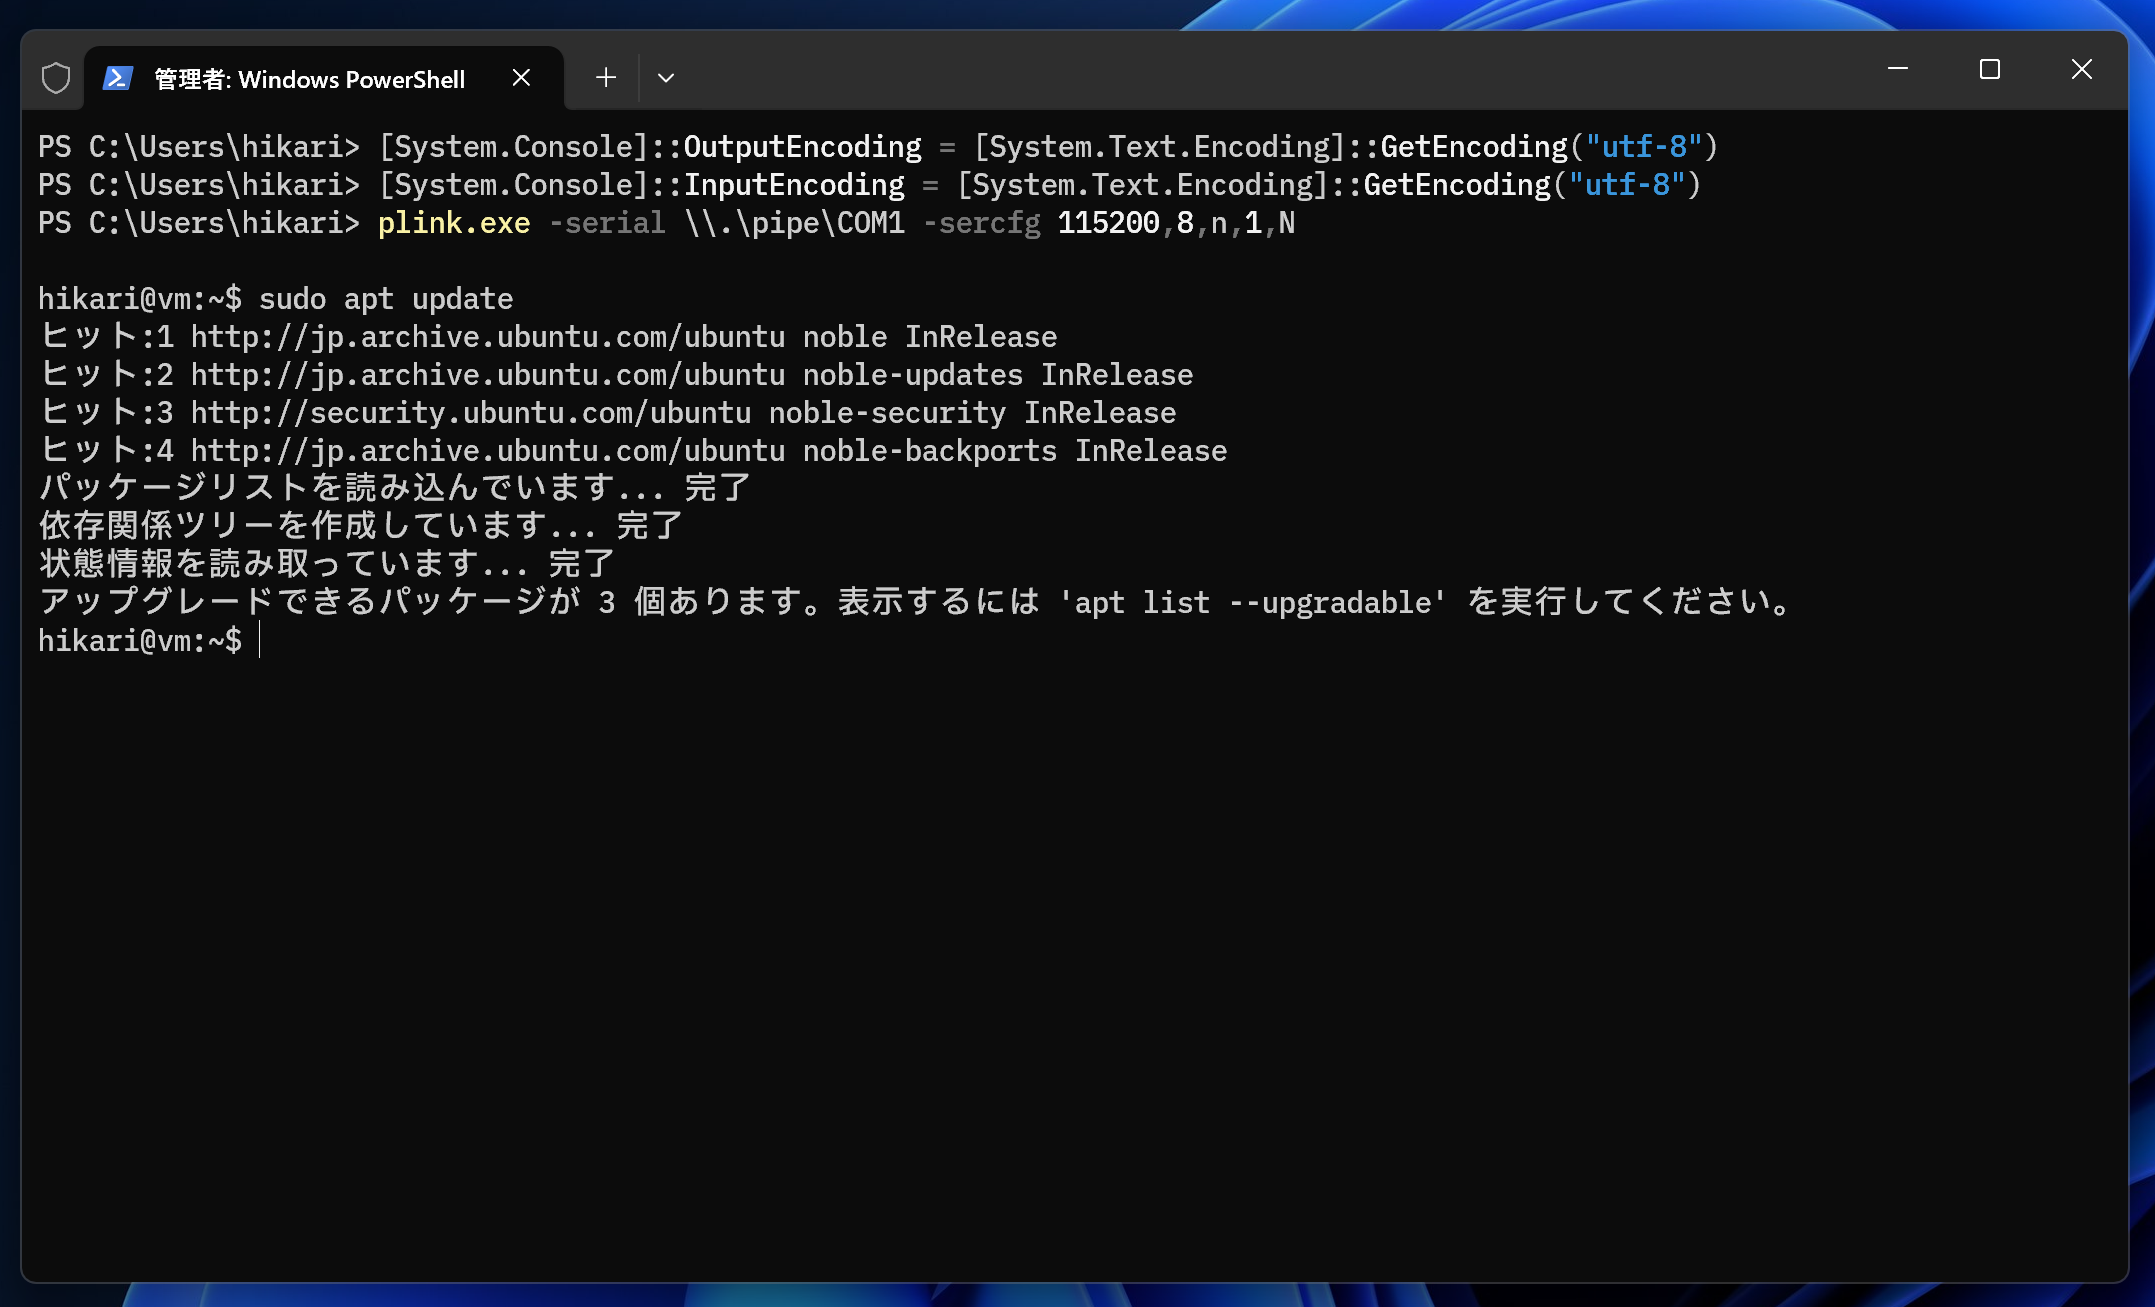 管理者: Windows PowerShell
PS C:\Users\hikari> [System.Console]::OutputEncoding = [System.Text.Encoding]::GetEncoding("utf-8")
PS C:\Users\hikari> [System.Console]::InputEncoding = [System.Text.Encoding]::GetEncoding("utf-8")
PS C:\Users\hikari> plink.exe -serial \\.\pipe\COM1 -sercfg 115200,8,n,1,N
hikari@vm:~$ sudo apt update
ヒット:1 http://jp.archive.ubuntu.com/ubuntu noble InRelease
ヒット:2 http://jp.archive.ubuntu.com/ubuntu noble-updates InRelease
ヒット:3 http://security.ubuntu.com/ubuntu noble-security InRelease
ヒット:4 http://jp.archive.ubuntu.com/ubuntu noble-backports InRelease
パッケージリストを読み込んでいます... 完了
依存関係ツリーを作成しています... 完了
状態情報を読み取っています... 完了
アップグレードできるパッケージが 3 個あります。表示するには 'apt list --upgradable' を実行してください。
hikari@vm:~$